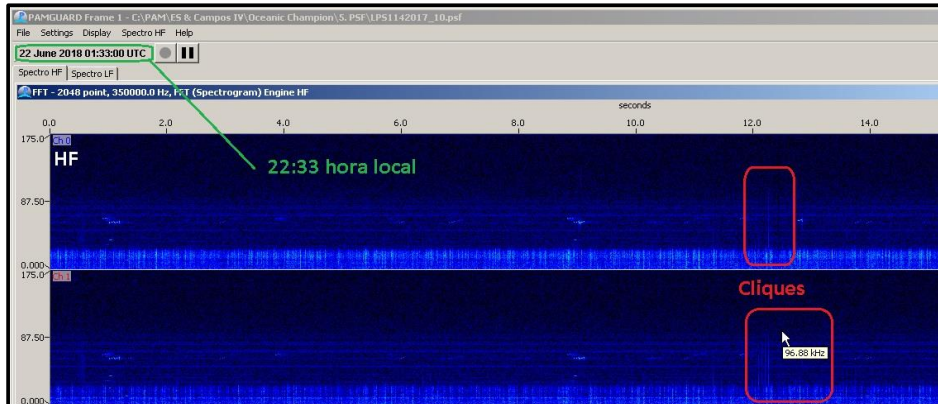 PAMGUARD Frame 1 - C:\PAM\ES & Campos IV\Oceanic Champion\S. PSF\LPS1142017_10.psf
File Settings Display Spectro HF Help
22 June 2018 01:33:00 UTC
Spectro HF Spectro LF
FFT - 2048 point, 350000.0 Hz, FFT (Spectrogram) Engine HF
seconds
0.0 2.0 4.0 6.0 8.0 10.0 12.0 14.0
175.0 Ch 0
HF
22:33 hora local
87.50
0.000
175.0 Ch 1
Cliques
87.50
96.88 kHz
0.000